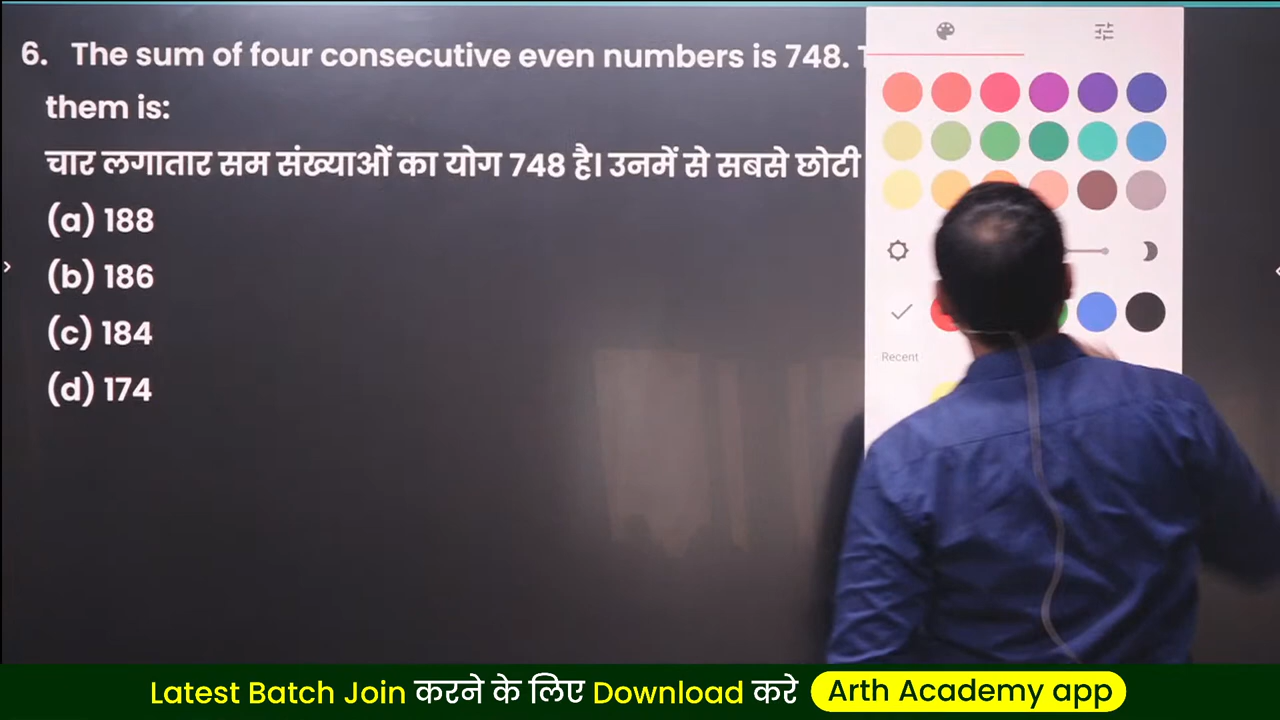 6. The sum of four consecutive even numbers is 748.
them is:
चार लगातार सम संख्याओं का योग 748 है। उनमें से सबसे छोटी
(a) 188
(b) 186
(c) 184
(d) 174
Recent
Latest Batch Join करने के लिए Download करे Arth Academy app